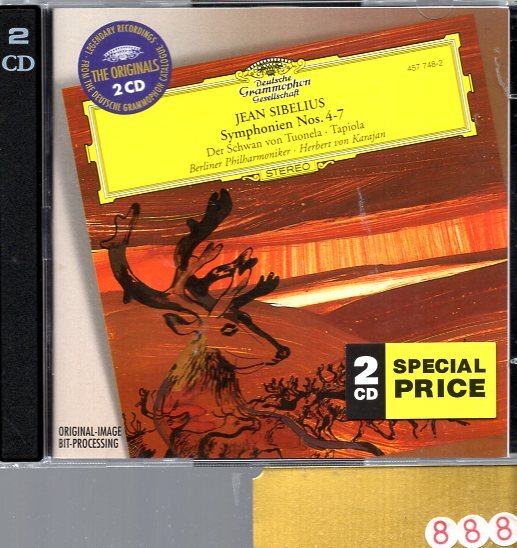 2
CD
LEGENDARY RECORDINGS
FROM THE DEUTSCHE GRAMMOPHON CATALOGUE
THE ORIGINALS
2 CD
Deutsche
Grammophon
Gesellschaft
457 748-2
JEAN SIBELIUS
Symphonien Nos. 4-7
Der Schwan von Tuonela · Tapiola
Berliner Philharmoniker · Herbert von Karajan
STEREO
2
CD
SPECIAL
PRICE
ORIGINAL-IMAGE
BIT-PROCESSING
888